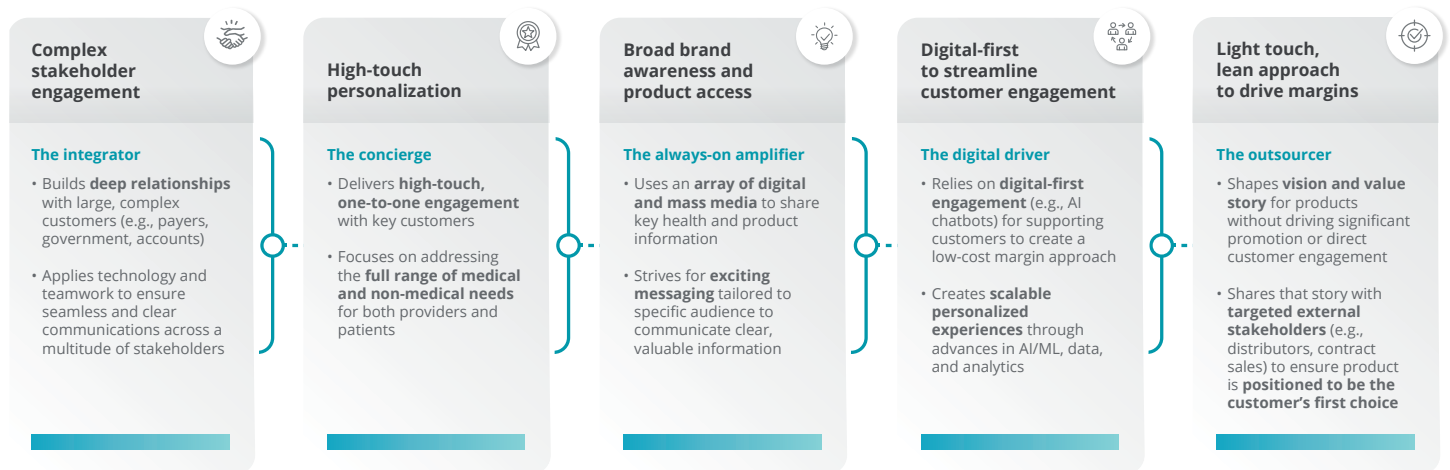 Complex
stakeholder
engagement
The integrator
• Builds deep relationships
with large, complex
customers (e.g., payers,
government, accounts)
• Applies technology and
teamwork to ensure
seamless and clear
communications across a
multitude of stakeholders
High-touch
personalization
The concierge
• Delivers high-touch,
one-to-one engagement
with key customers
• Focuses on addressing
the full range of medical
and non-medical needs
for both providers and
patients
Broad brand
awareness and
product access
The always-on amplifier
• Uses an array of digital
and mass media to share
key health and product
information
• Strives for exciting
messaging tailored to
specific audience to
communicate clear,
valuable information
Digital-first
to streamline
customer engagement
The digital driver
• Relies on digital-first
engagement (e.g., AI
chatbots) for supporting
customers to create a
low-cost margin approach
• Creates scalable
personalized
experiences through
advances in AI/ML, data,
and analytics
Light touch,
lean approach
to drive margins
The outsourcer
• Shapes vision and value
story for products
without driving significant
promotion or direct
customer engagement
• Shares that story with
targeted external
stakeholders (e.g.,
distributors, contract
sales) to ensure product
is positioned to be the
customer’s first choice